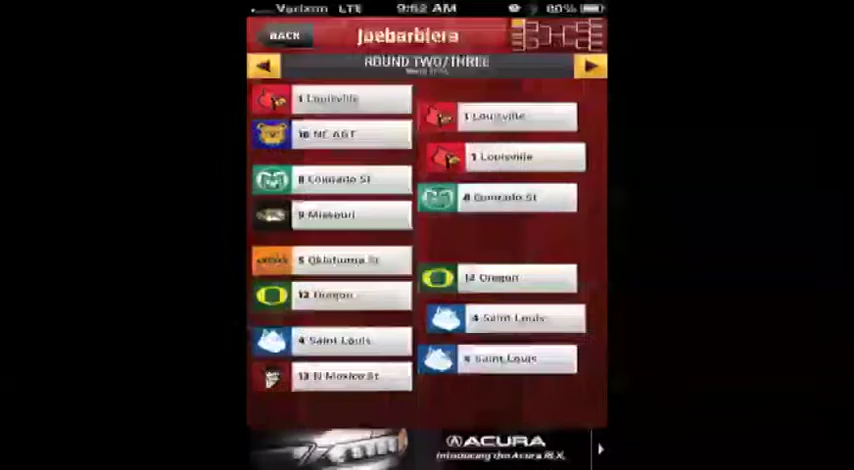 Verizon LTE 9:52 AM 80%
BACK
Joebarbiera
ROUND TWO/THREE
1 Louisville
16 NC A&T
8 Colorado St
9 Missouri
5 Oklahoma St
12 Oregon
4 Saint Louis
13 N Mexico St
1 Louisville
1 Louisville
8 Colorado St
12 Oregon
4 Saint Louis
4 Saint Louis
ACURA
Introducing the Acura RLX.